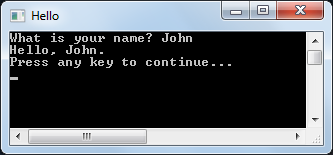 Hello
What is your name? John
Hello, John.
Press any key to continue...